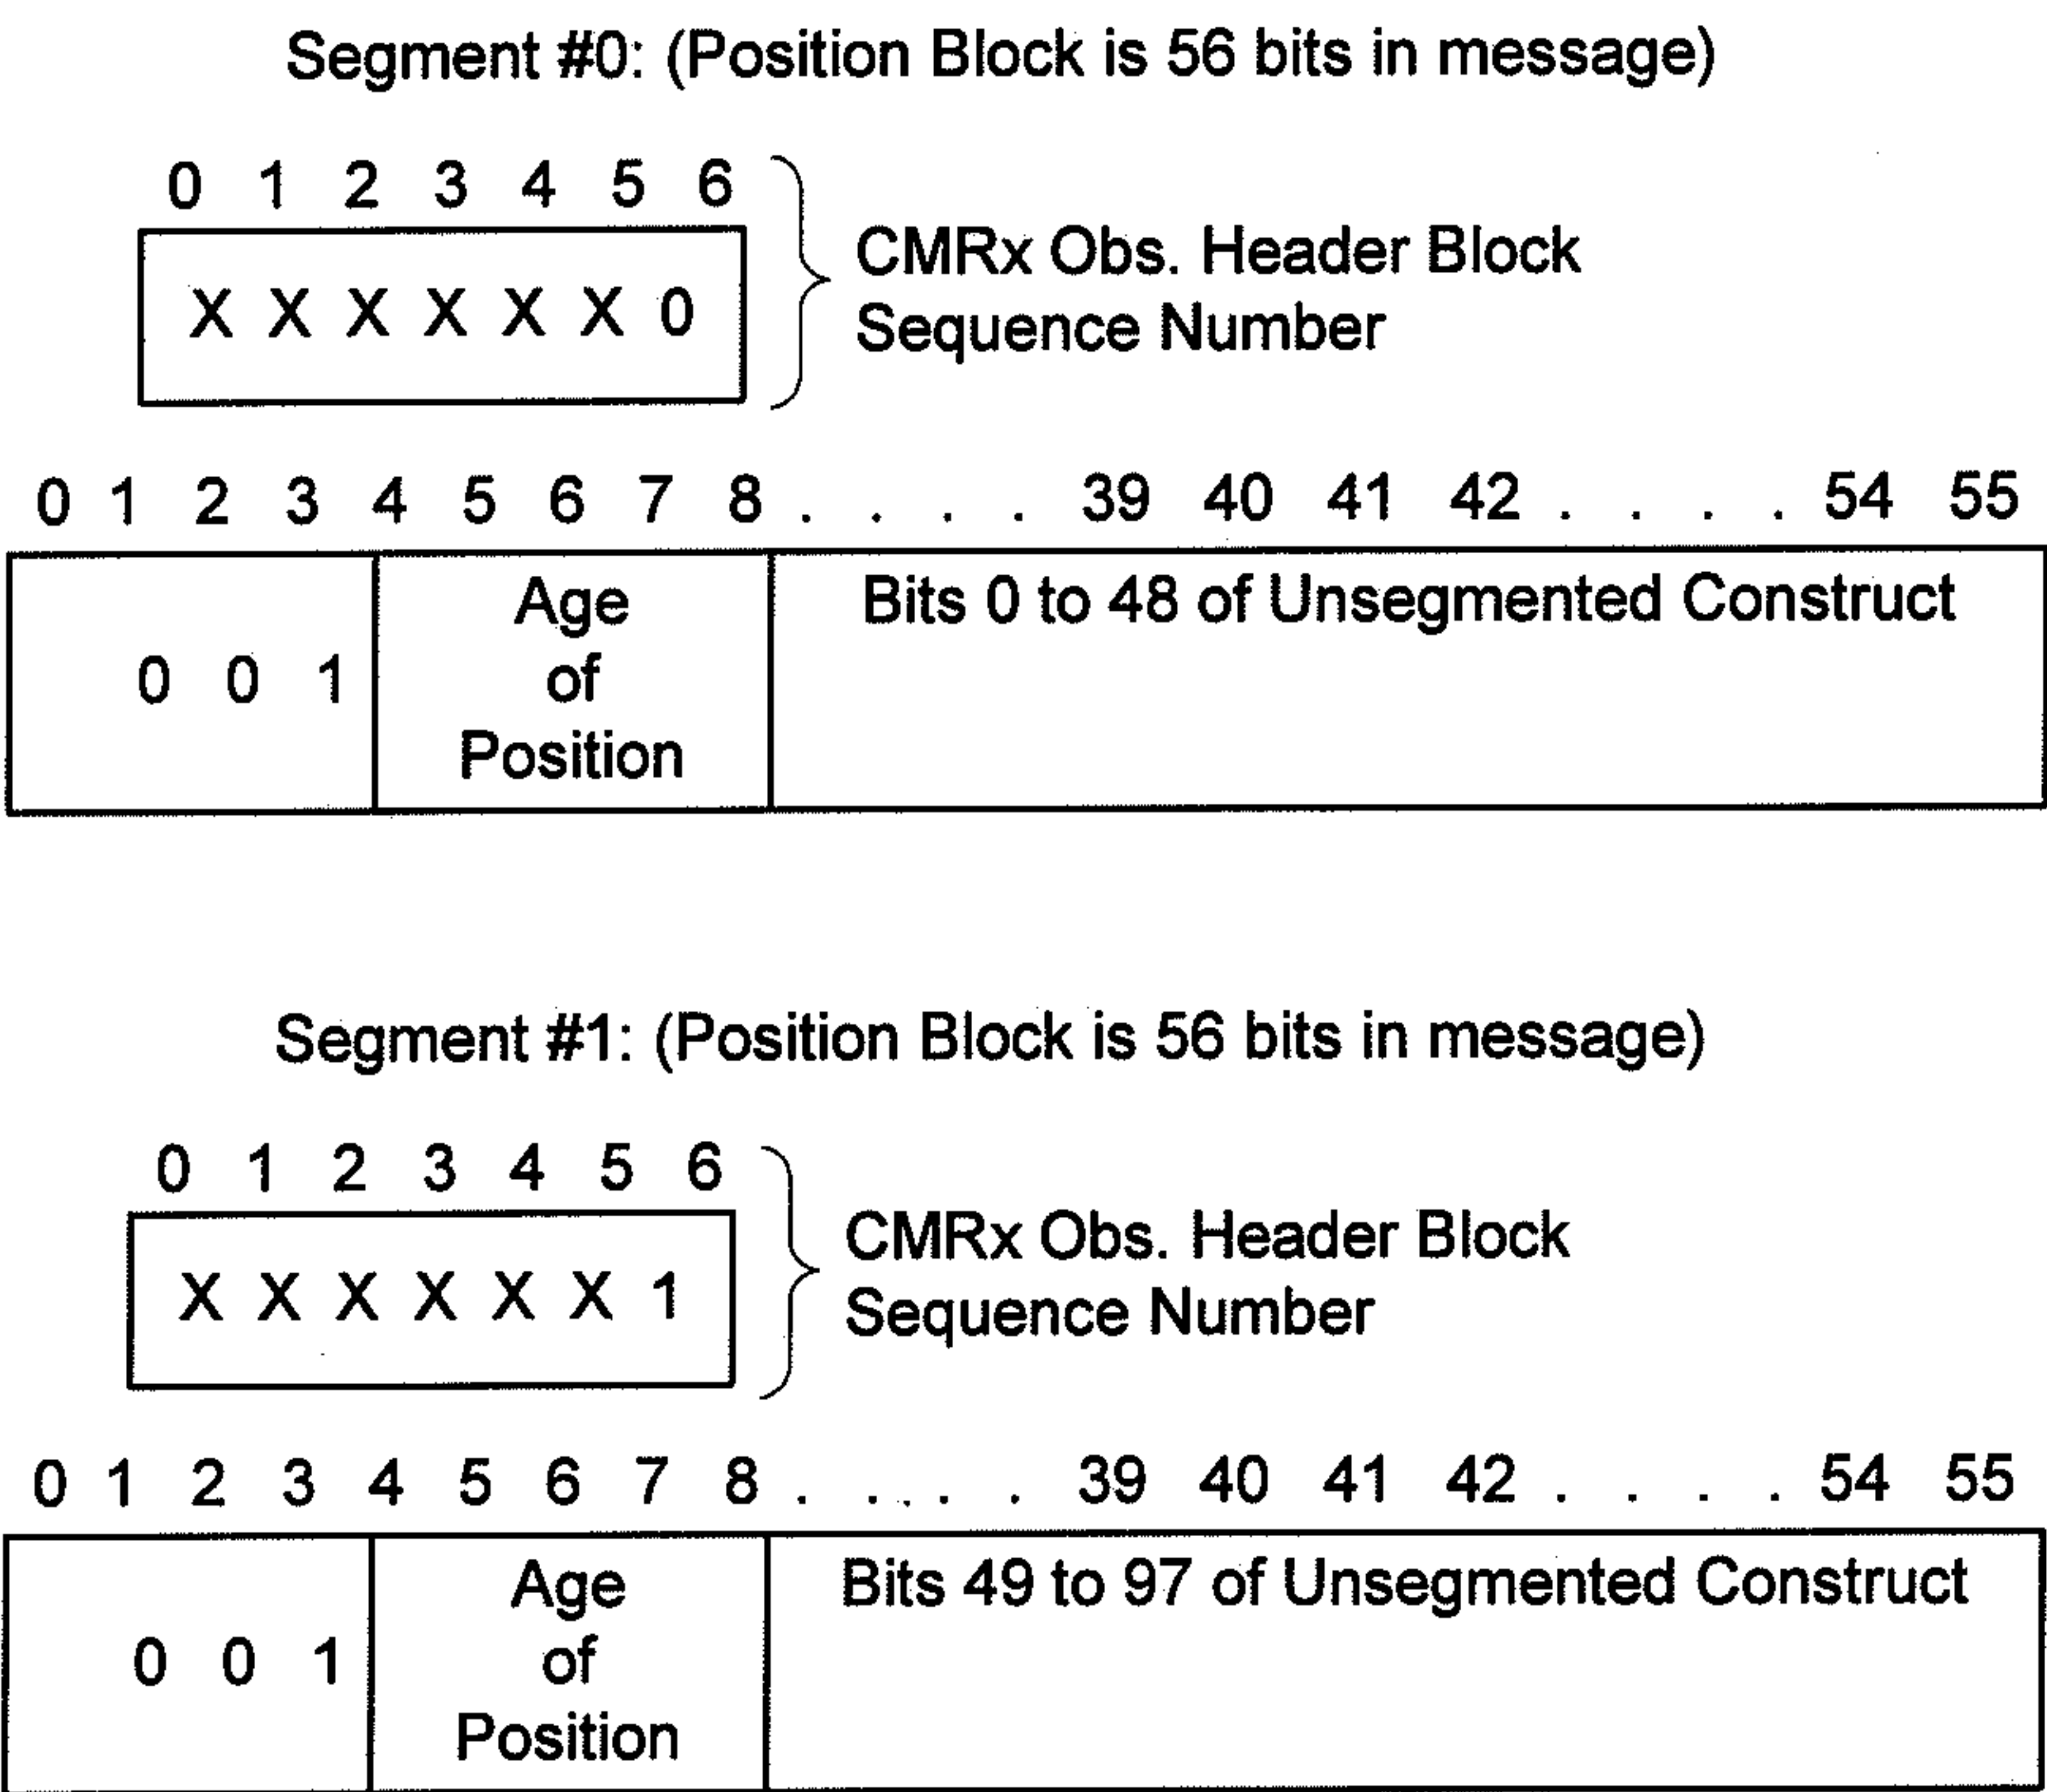 Segment #0: (Position Block is 56 bits in message)
0 1 2 3 4 5 6
CMRx Obs. Header Block
X X X X X X 0
Sequence Number
0 1 2 3 4 5 6 7 8 . . . . 39 40 41 42 . . . . 54 55
Age Bits 0 to 48 of Unsegmented Construct
0 0 1 of
Position
Segment #1: (Position Block is 56 bits in message)
0 1 2 3 4 5 6
CMRx Obs. Header Block
X X X X X X 1
Sequence Number
0 1 2 3 4 5 6 7 8 . . . . 39 40 41 42 . . . . 54 55
Age Bits 49 to 97 of Unsegmented Construct
0 0 1 of
Position